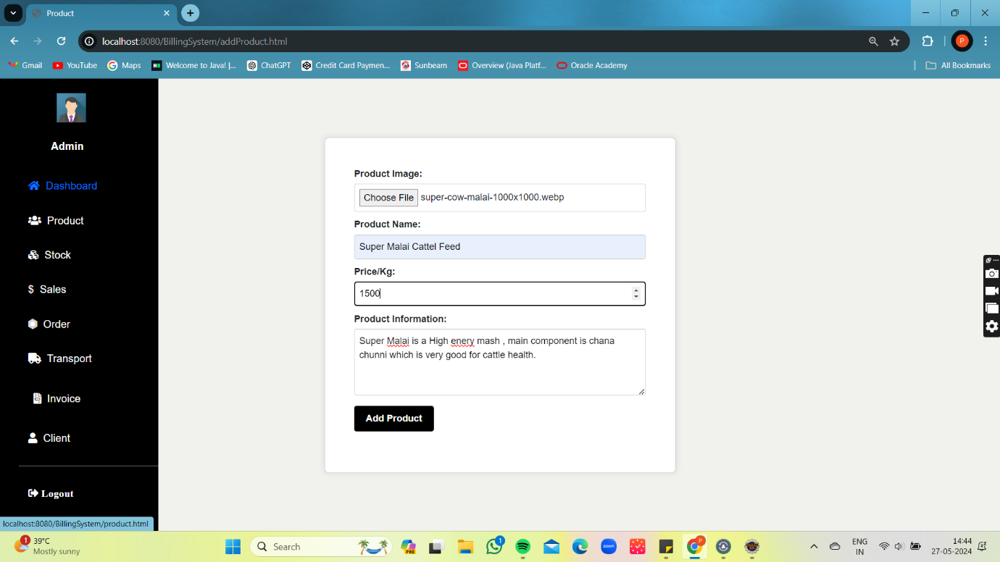 Product
localhost:8080/BillingSystem/addProduct.html
P
Gmail
YouTube
Maps
Welcome to Java! |...
ChatGPT
Credit Card Paymen...
Sunbeam
Overview (Java Platf...
Oracle Academy
All Bookmarks
Admin
Dashboard
Product
Stock
$ Sales
Order
Transport
Invoice
Client
Logout
Product Image:
Choose File super-cow-malai-1000x1000.webp
Product Name:
Super Malai Cattel Feed
Price/Kg:
1500
Product Information:
Super Malai is a High enery mash , main component is chana
chunni which is very good for cattle health.
Add Product
localhost:8080/BillingSystem/product.html
1
39°C
Mostly sunny
Search
PRE
1
zoom
P
ENG
IN
14:44
27-05-2024